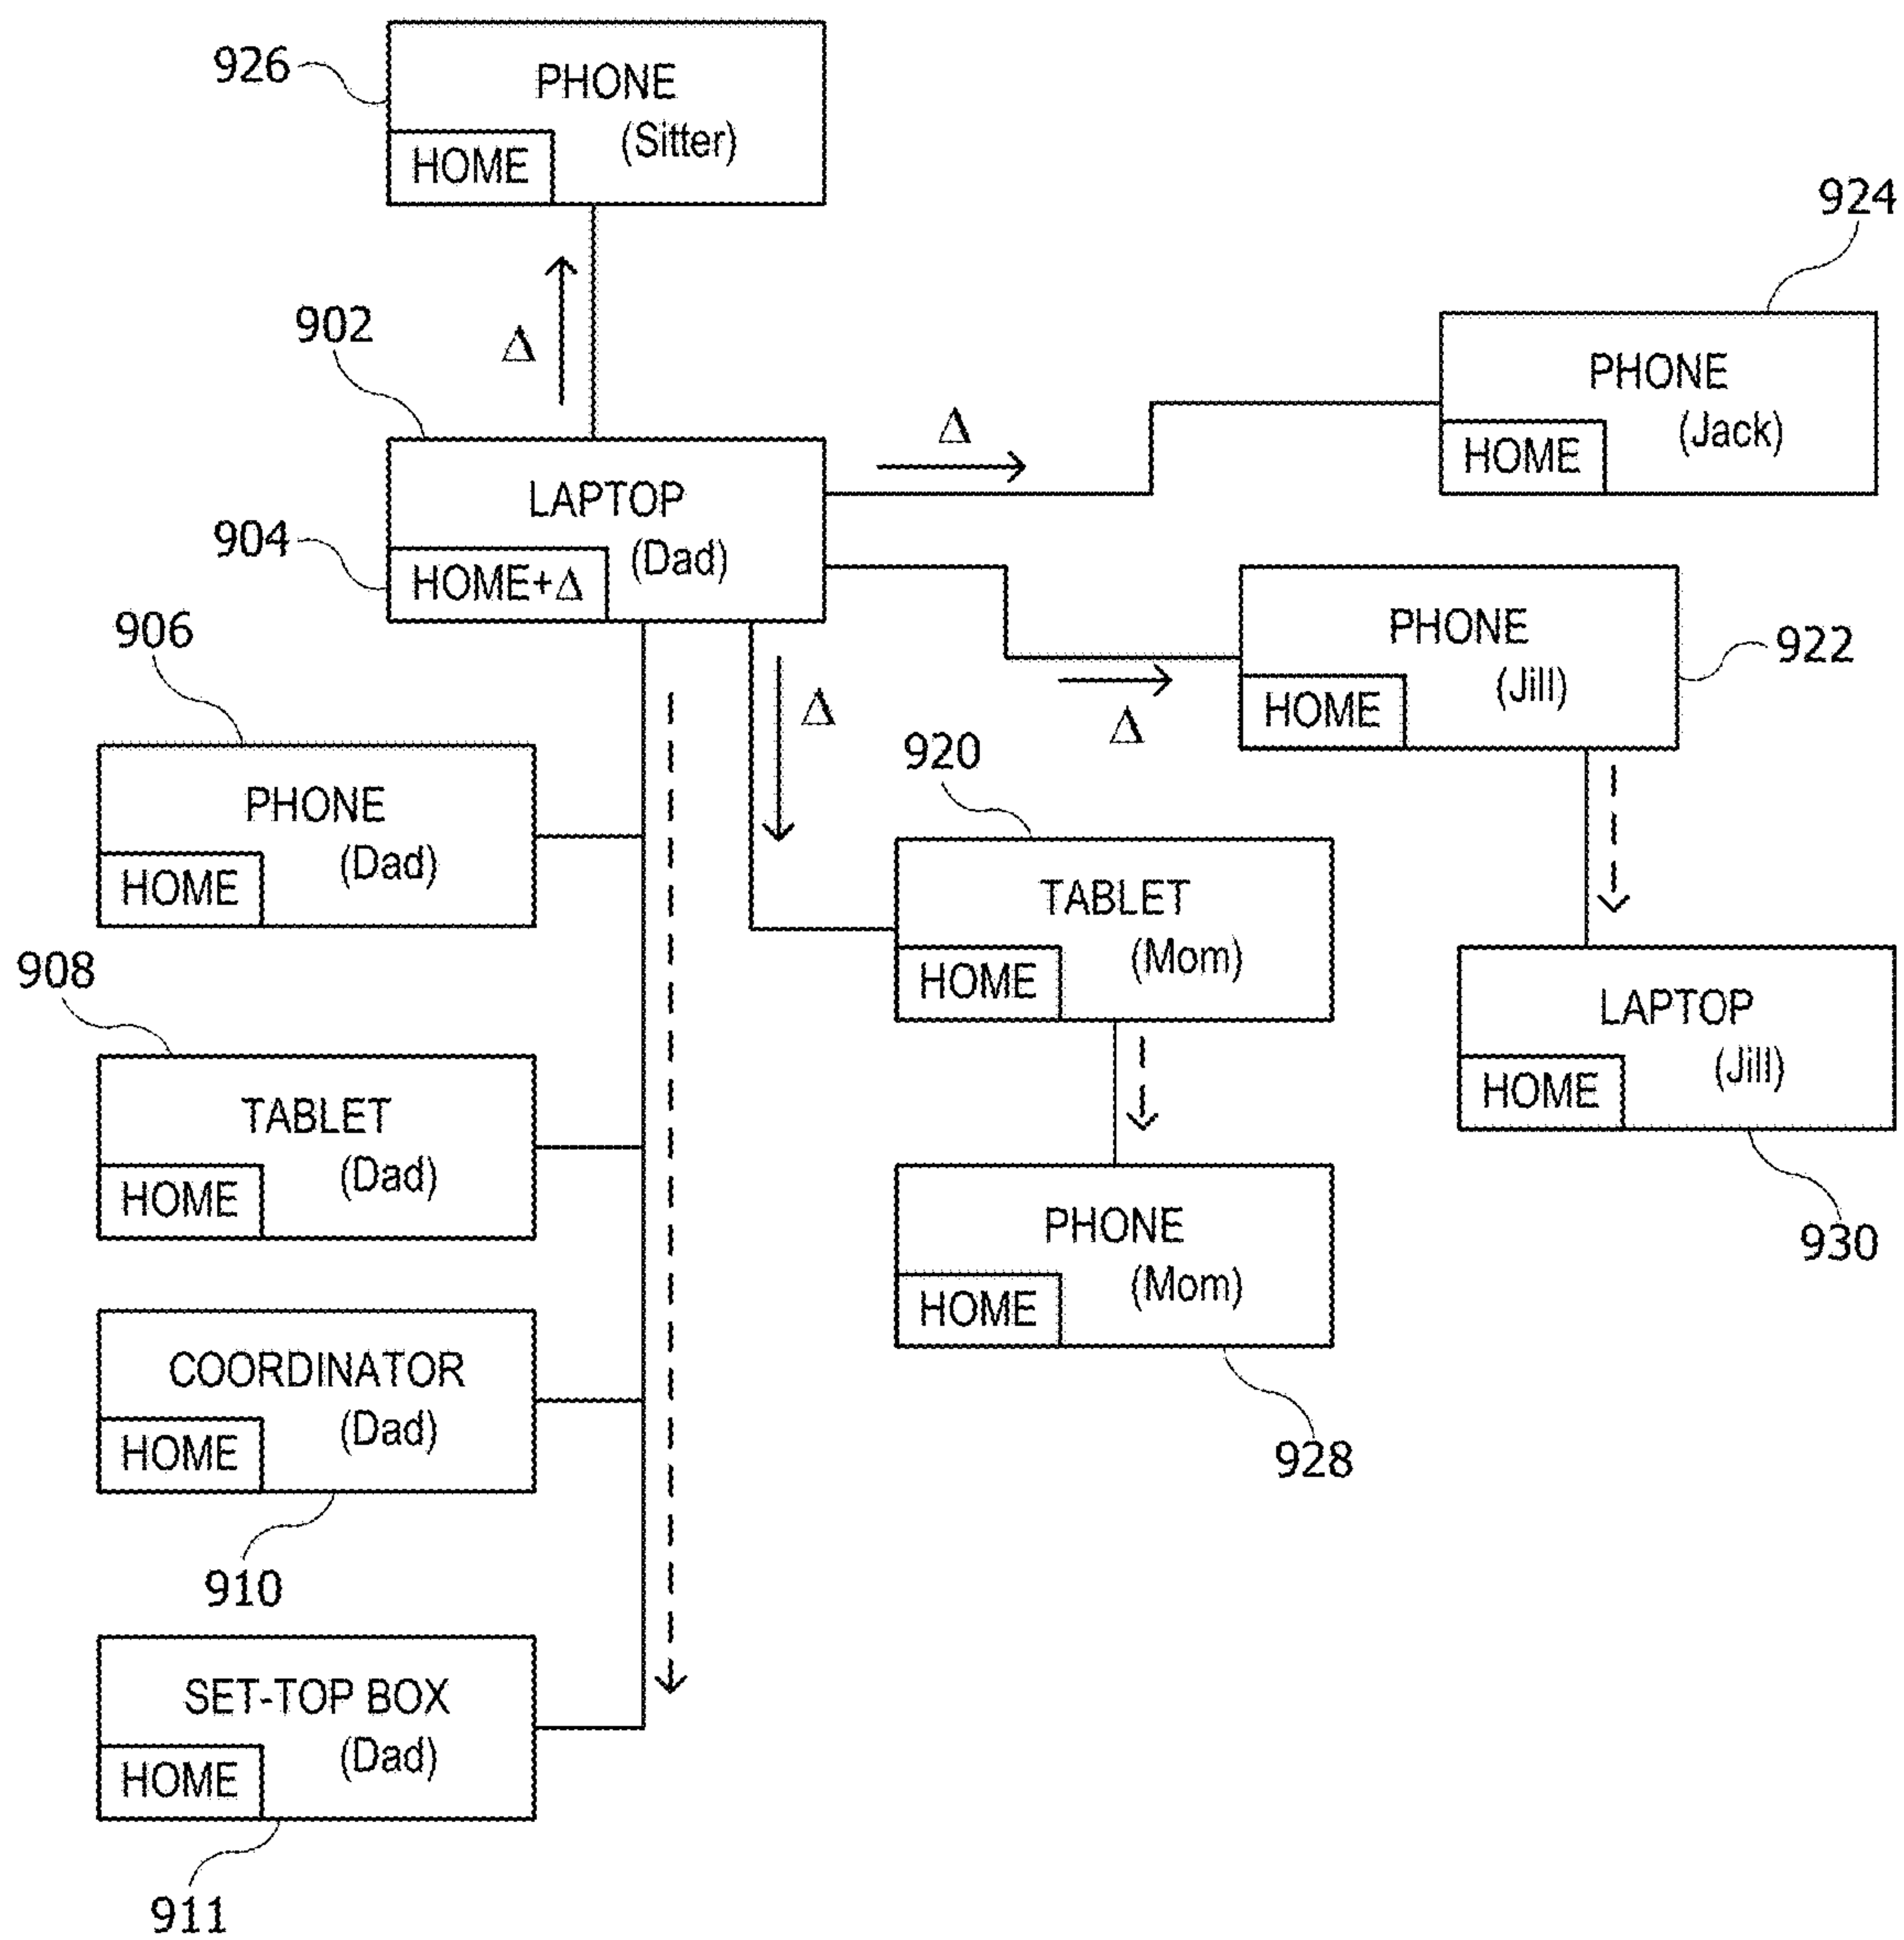 926
PHONE
(Sitter)
HOME
924
PHONE
(Jack)
HOME
902
Δ
Δ
LAPTOP
(Dad)
904
HOME+Δ
PHONE
(Jill)
HOME
922
Δ
Δ
906
PHONE
(Dad)
HOME
920
TABLET
(Mom)
HOME
908
TABLET
(Dad)
HOME
LAPTOP
(Jill)
HOME
930
PHONE
(Mom)
HOME
928
COORDINATOR
(Dad)
HOME
910
SET-TOP BOX
(Dad)
HOME
911